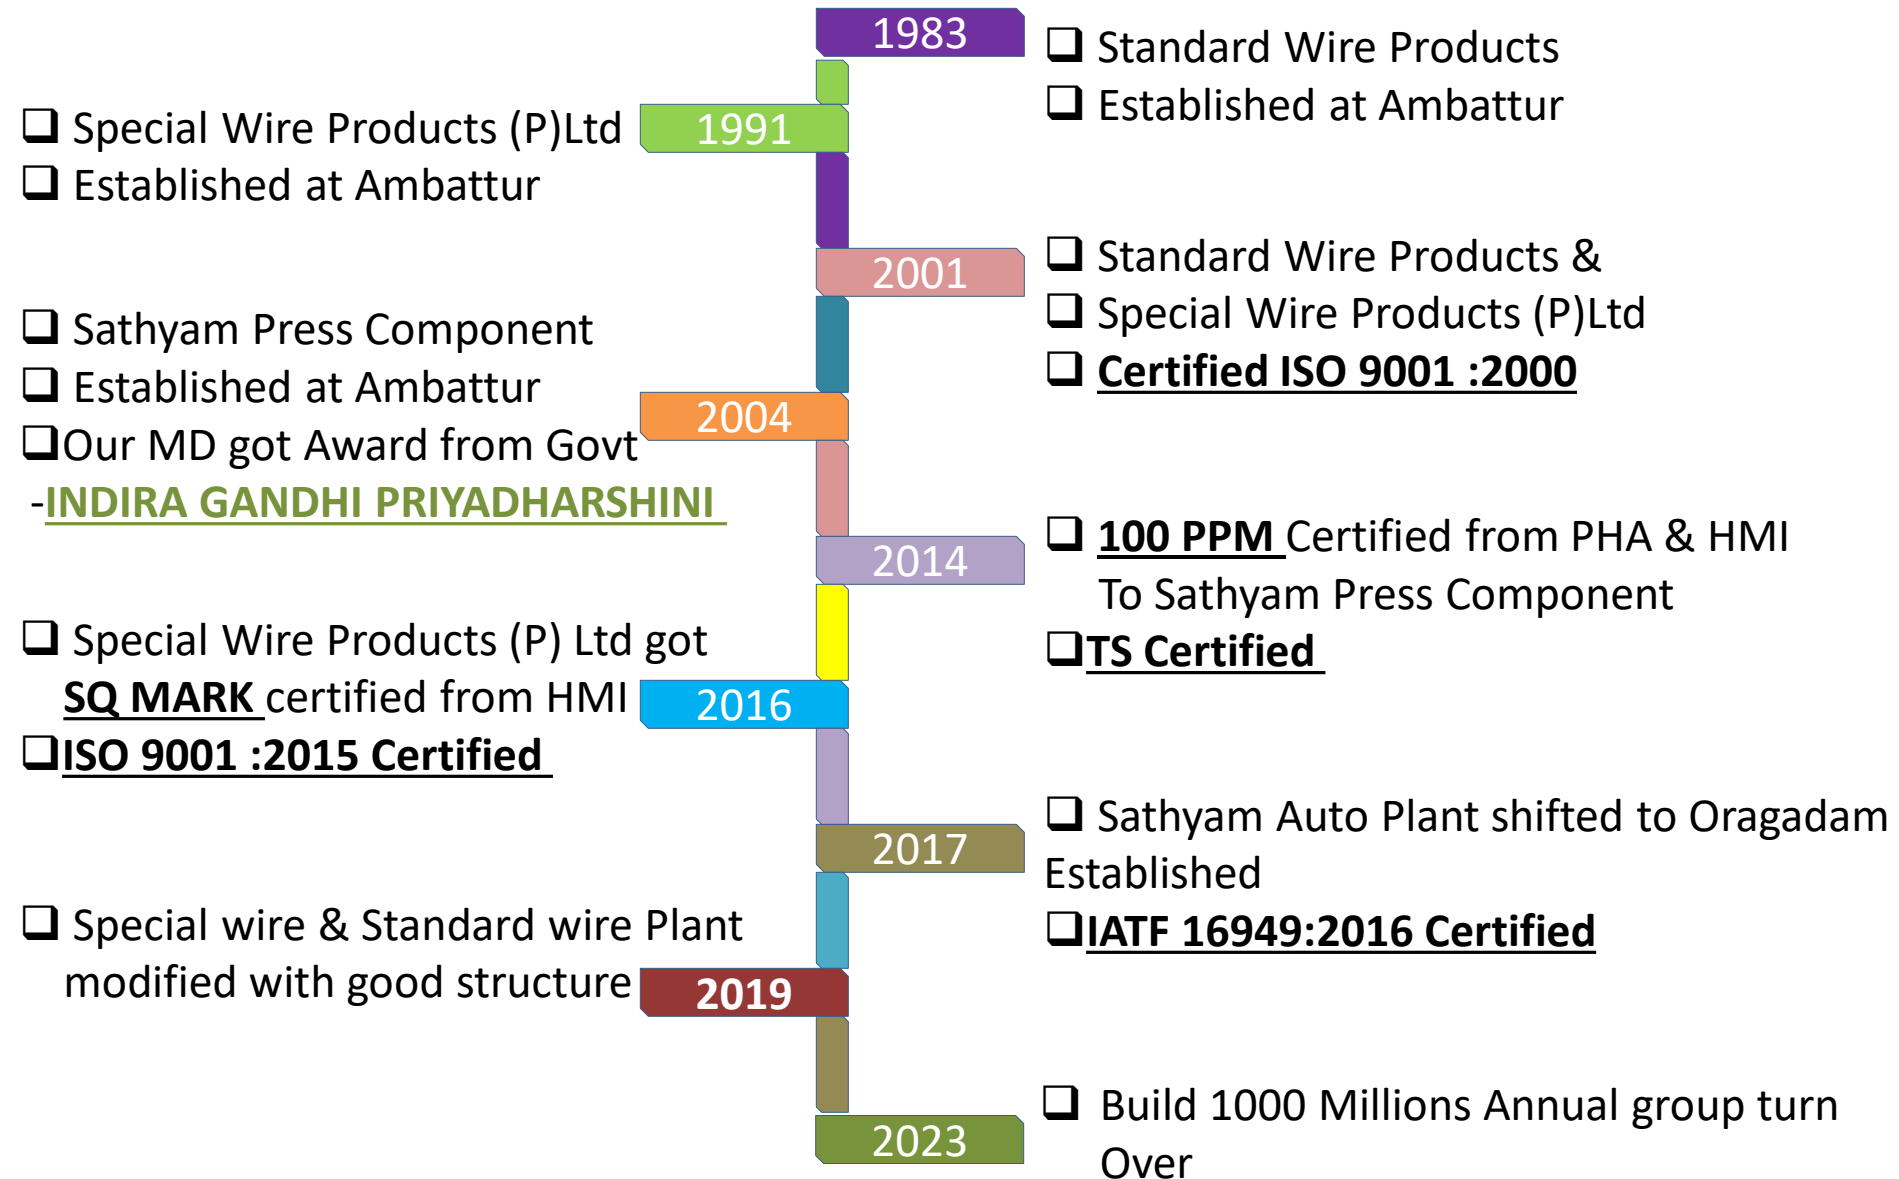 1983
❑ Standard Wire Products
❑ Established at Ambattur
❑ Special Wire Products (P)Ltd
❑ Established at Ambattur
1991
2001
❑ Standard Wire Products &
❑ Special Wire Products (P)Ltd
❑ Certified ISO 9001 :2000
❑ Sathyam Press Component
❑ Established at Ambattur
❑Our MD got Award from Govt
-INDIRA GANDHI PRIYADHARSHINI
2004
2014
❑ 100 PPM Certified from PHA & HMI
To Sathyam Press Component
❑TS Certified
❑ Special Wire Products (P) Ltd got
SQ MARK certified from HMI
❑ISO 9001 :2015 Certified
2016
2017
❑ Sathyam Auto Plant shifted to Oragadam
Established
❑IATF 16949:2016 Certified
❑ Special wire & Standard wire Plant
modified with good structure
2019
2023
❑ Build 1000 Millions Annual group turn
Over